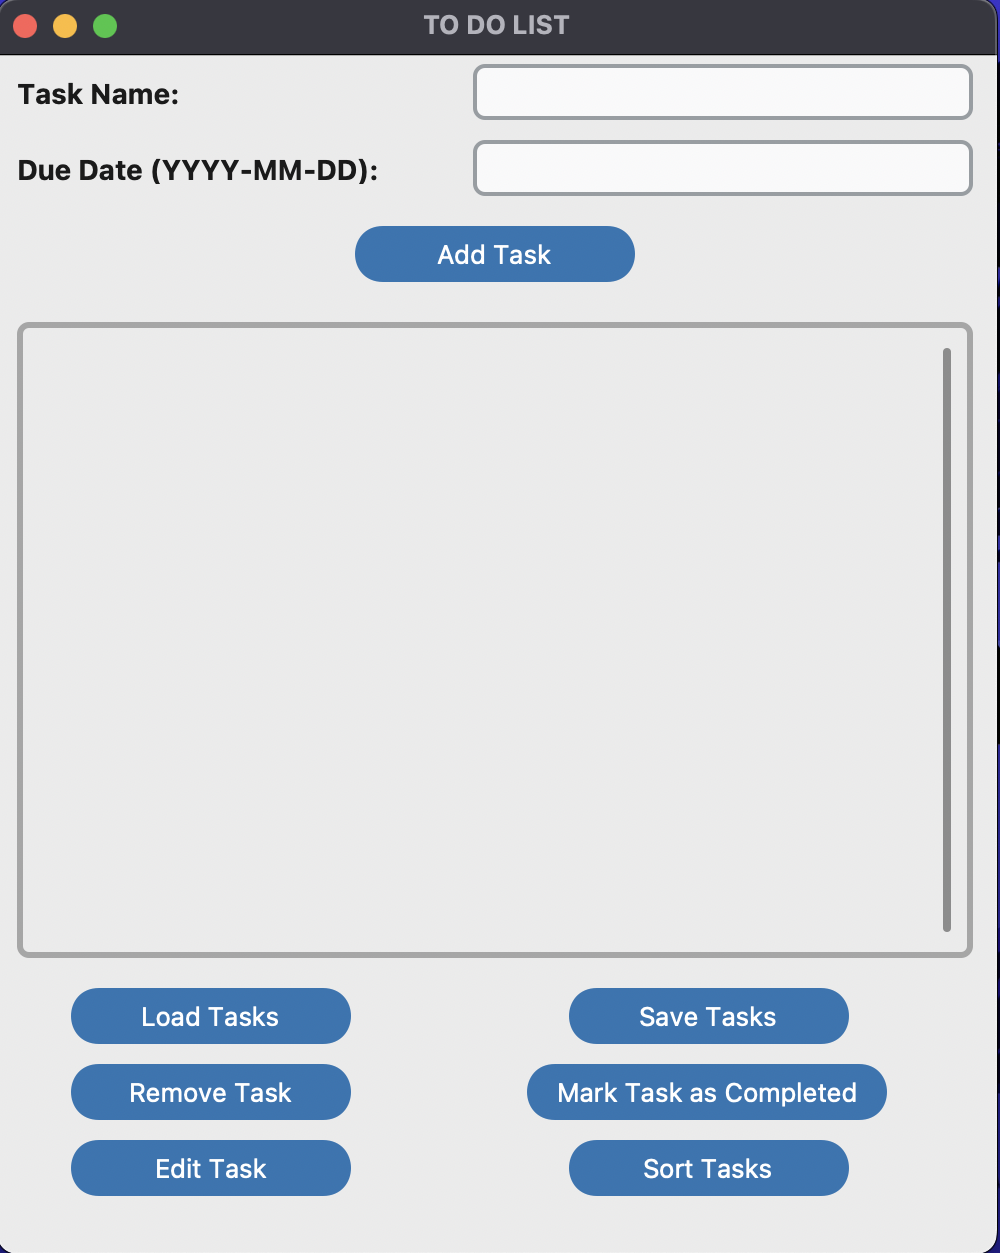 TO DO LIST
Task Name:
Due Date (YYYY-MM-DD):
Add Task
Load Tasks
Save Tasks
Remove Task
Mark Task as Completed
Edit Task
Sort Tasks